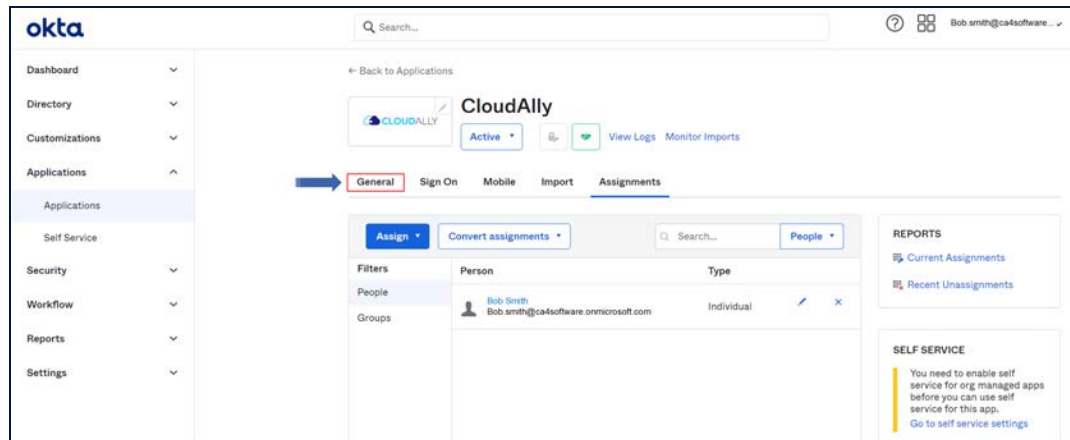 okta
Search...
Bob.smith@ca4software...
Dashboard
Directory
Customizations
Applications
Applications
Self Service
Security
Workflow
Reports
Settings
← Back to Applications
CLOUDALLY
CloudAlly
Active
View Logs
Monitor Imports
General
Sign On
Mobile
Import
Assignments
Assign
Convert assignments
Search...
People
Filters
Person
Type
People
Groups
Bob Smith
Bob.smith@ca4software.onmicrosoft.com
Individual
REPORTS
Current Assignments
Recent Unassignments
SELF SERVICE
You need to enable self
service for org managed apps
before you can use self
service for this app.
Go to self service settings